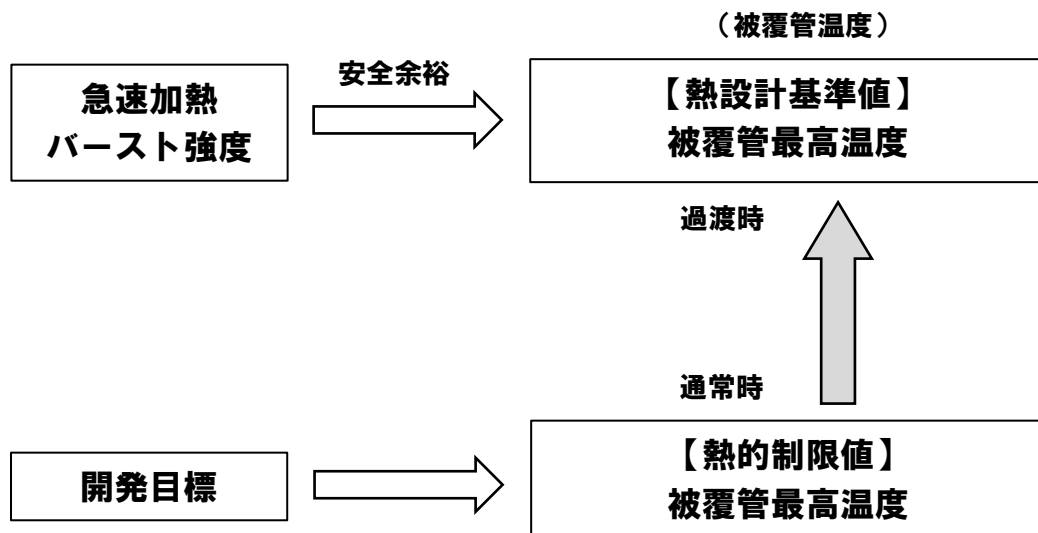 (被覆管温度)
急速加熱
バースト強度
安全余裕
【熱設計基準値】
被覆管最高温度
過渡時
通常時
開発目標
【熱的制限値】
被覆管最高温度